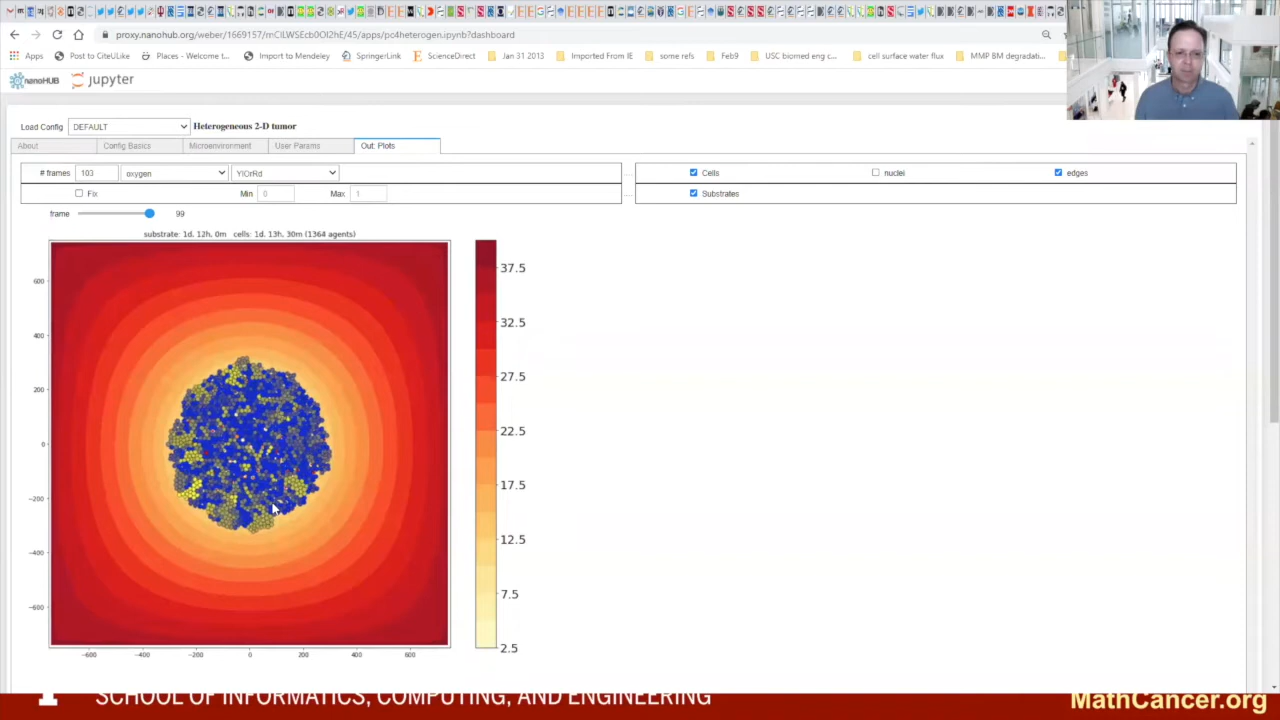 proxy.nanohub.org/weber/1669157/mCILWSEcb0OI2hE/45/apps/pc4heterogen.ipynb?dashboard
Apps Post to CiteULike Places - Welcome t... Import to Mendeley SpringerLink ScienceDirect Jan 31 2013 Imported From IE some refs Feb9 USC biomed eng c... cell surface water flux MMP BM degradati...
nanoHUB jupyter
Load Config DEFAULT Heterogeneous 2-D tumor
About Config Basics Microenvironment User Params Out: Plots
# frames 103 oxygen YlOrRd Cells nuclei edges
Fix Min 0 Max 1 Substrates
frame 99
substrate: 1d, 12h, 0m cells: 1d, 13h, 30m (1364 agents)
600
400
200
0
−200
−400
−600
−600 −400 −200 0 200 400 600
37.5
32.5
27.5
22.5
17.5
12.5
7.5
2.5
SCHOOL OF INFORMATICS, COMPUTING, AND ENGINEERING
MathCancer.org